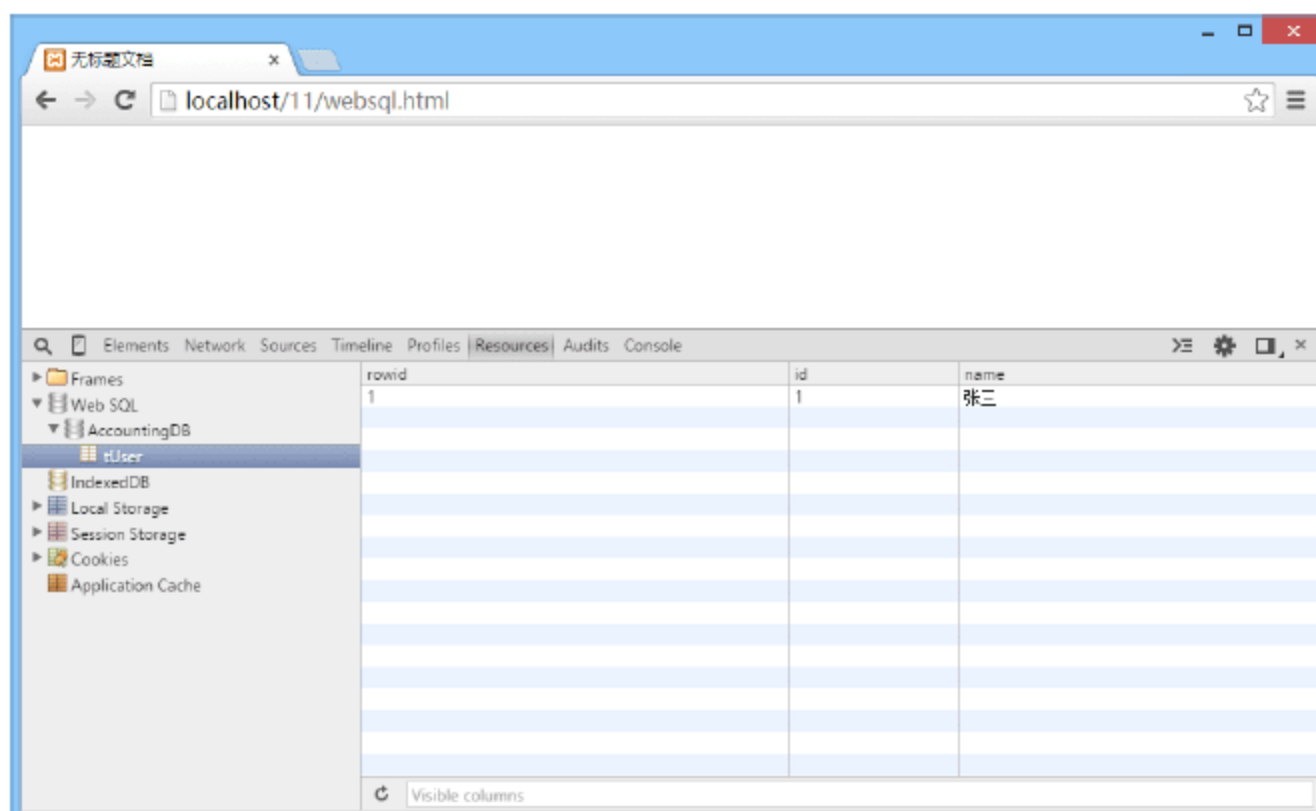 无标题文档
localhost/11/websql.html
Elements Network Sources Timeline Profiles Resources Audits Console
Frames
Web SQL
AccountingDB
tUser
IndexedDB
Local Storage
Session Storage
Cookies
Application Cache
rowid id name
1 1 张三
Visible columns